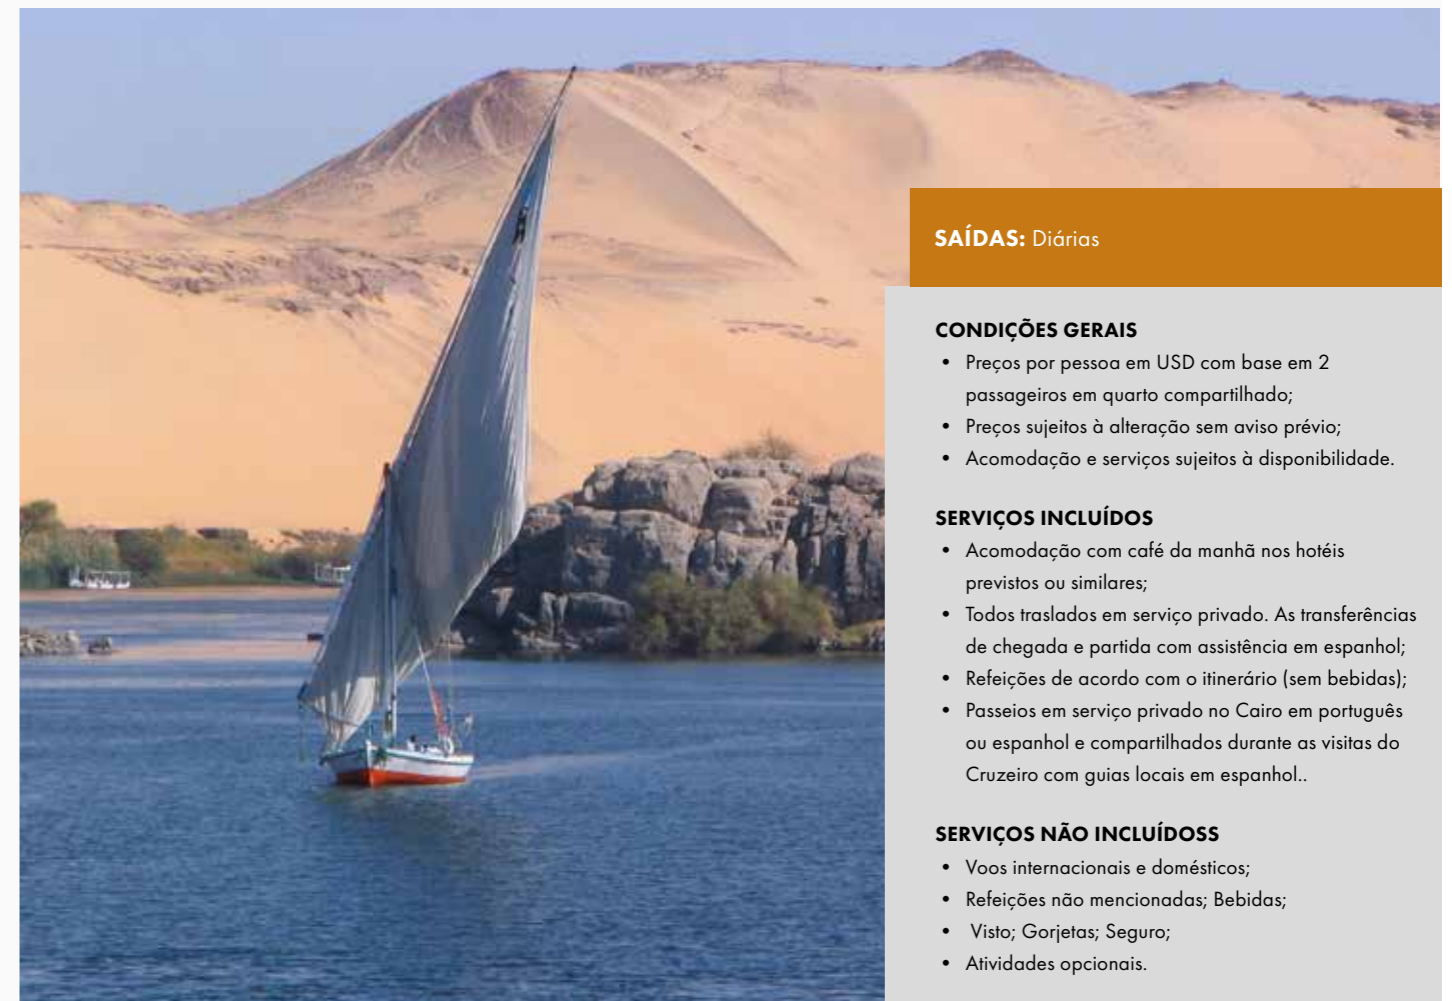 SAÍDAS: Diárias
CONDIÇÕES GERAIS
• Preços por pessoa em USD com base em 2
passageiros em quarto compartilhado;
• Preços sujeitos à alteração sem aviso prévio;
• Acomodação e serviços sujeitos à disponibilidade.
SERVIÇOS INCLUÍDOS
• Acomodação com café da manhã nos hotéis
previstos ou similares;
• Todos traslados em serviço privado. As transferências
de chegada e partida com assistência em espanhol;
• Refeições de acordo com o itinerário (sem bebidas);
• Passeios em serviço privado no Cairo em português
ou espanhol e compartilhados durante as visitas do
Cruzeiro com guias locais em espanhol..
SERVIÇOS NÃO INCLUÍDOSS
• Voos internacionais e domésticos;
• Refeições não mencionadas; Bebidas;
• Visto; Gorjetas; Seguro;
• Atividades opcionais.